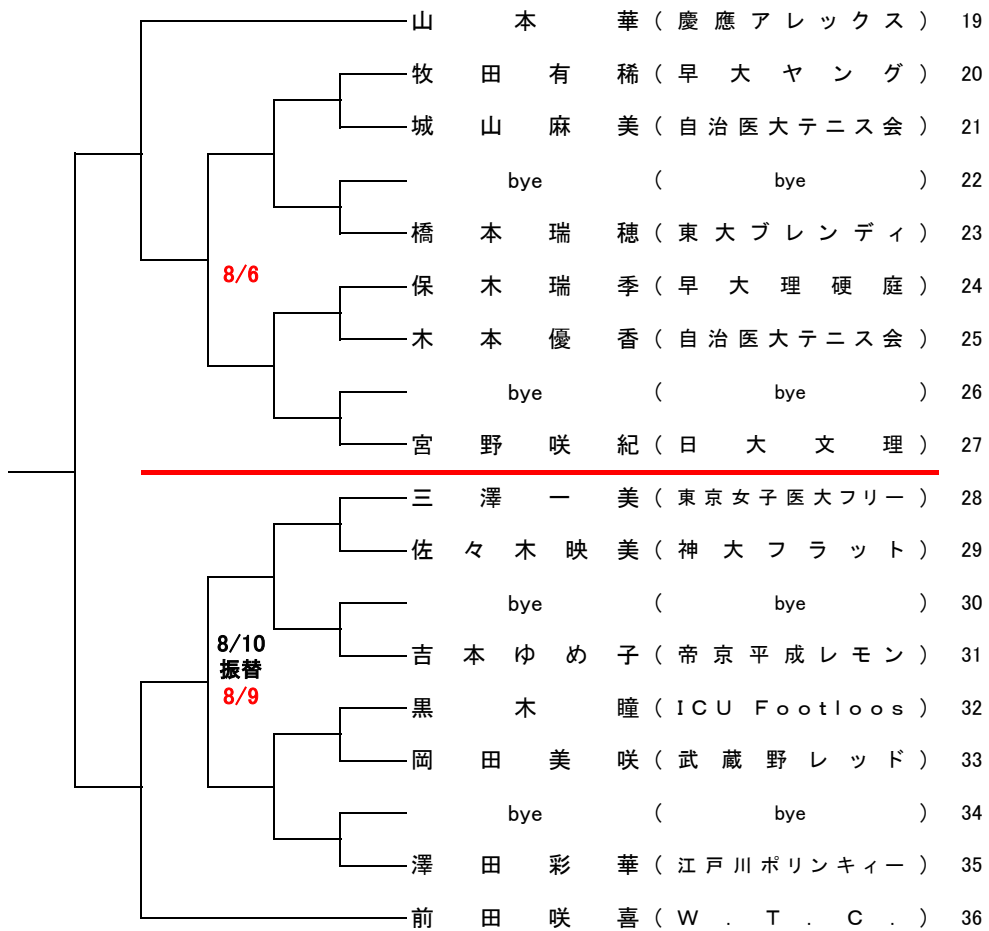 山本華（慶應アレックス） 19
牧田有稀（早大ヤング） 20
城山麻美（自治医大テニス会） 21
bye （bye） 22
橋本瑞穂（東大ブレンディ） 23
8/6
保木瑞季（早大理硬庭） 24
木本優香（自治医大テニス会） 25
bye （bye） 26
宮野咲紀（日大文理） 27
三澤一美（東京女子医大フリー） 28
佐々木映美（神大フラット） 29
bye （bye） 30
8/10
振替
8/9
吉本ゆめ子（帝京平成レモン） 31
黒木瞳（ICU Footloos） 32
岡田美咲（武蔵野レッド） 33
bye （bye） 34
澤田彩華（江戸川ポリンキィー） 35
前田咲喜（W.T.C.） 36